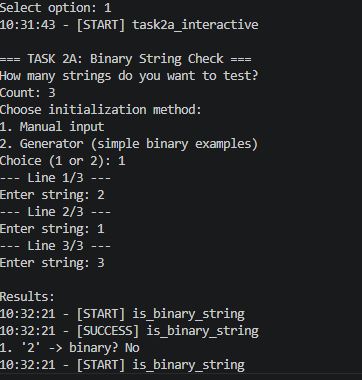 Select option: 1
10:31:43 - [START] task2a_interactive
=== TASK 2A: Binary String Check ===
How many strings do you want to test?
Count: 3
Choose initialization method:
1. Manual input
2. Generator (simple binary examples)
Choice (1 or 2): 1
--- Line 1/3 ---
Enter string: 2
--- Line 2/3 ---
Enter string: 1
--- Line 3/3 ---
Enter string: 3
Results:
10:32:21 - [START] is_binary_string
10:32:21 - [SUCCESS] is_binary_string
1. '2' -> binary? No
10:32:21 - [START] is_binary_string